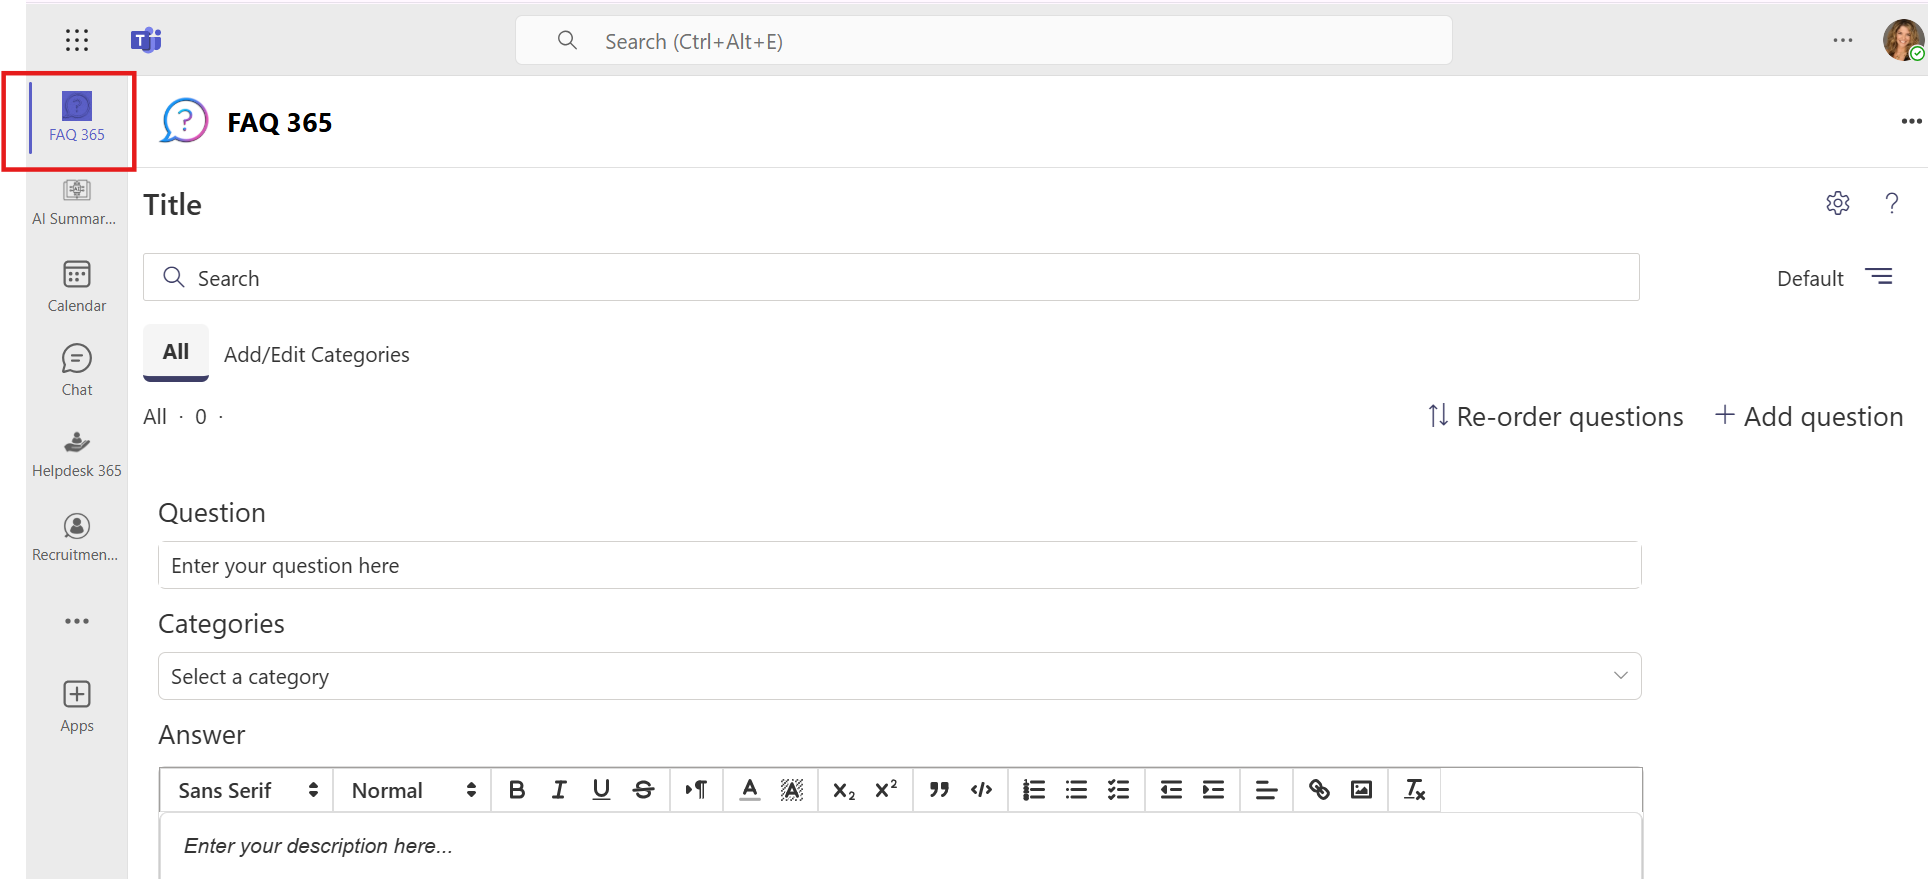 Search (Ctrl+Alt+E)
FAQ 365
FAQ 365
AI Summar...
Calendar
Chat
Helpdesk 365
Recruitmen...
Apps
Title
Search
Default
All
Add/Edit Categories
All · 0 ·
Re-order questions
Add question
Question
Enter your question here
Categories
Select a category
Answer
Sans Serif
Normal
Enter your description here...